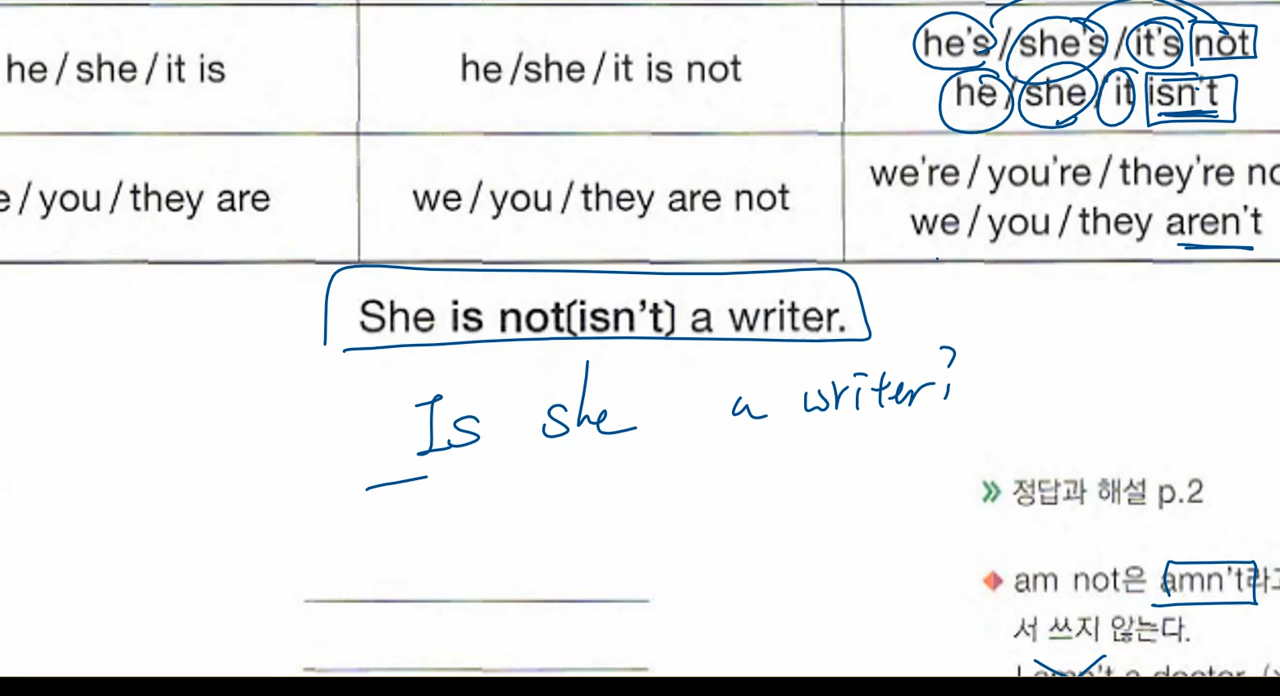 he / she / it is
he /she / it is not
he's / she's / it's not
he / she / it isn't
you / they are
we / you / they are not
we're / you're / they're
we / you / they aren't
She is not(isn't) a writer.
Is she a writer?
» 정답과 해설 p.2
◆ am not은 amn't라고
서 쓰지 않는다.